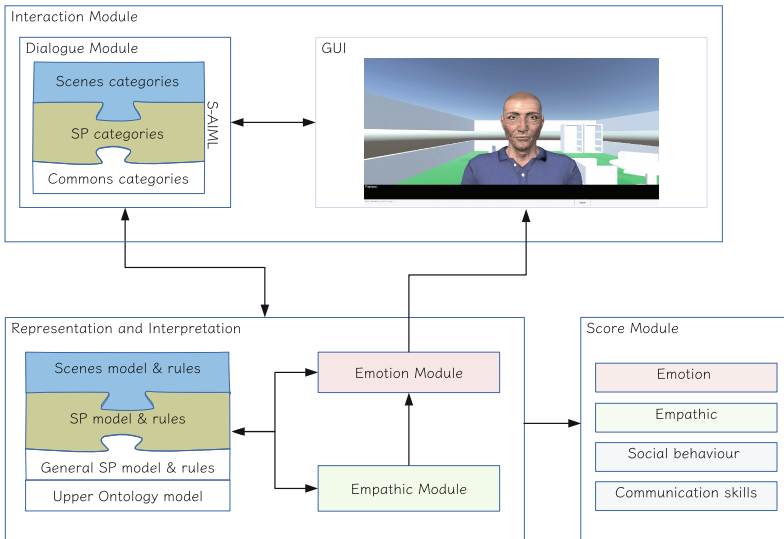 Interaction Module
Dialogue Module
Scenes categories
SP categories
Commons categories
S-AIML
GUI
Representation and Interpretation
Scenes model & rules
SP model & rules
General SP model & rules
Upper Ontology model
Emotion Module
Empathic Module
Score Module
Emotion
Empathic
Social behaviour
Communication skills